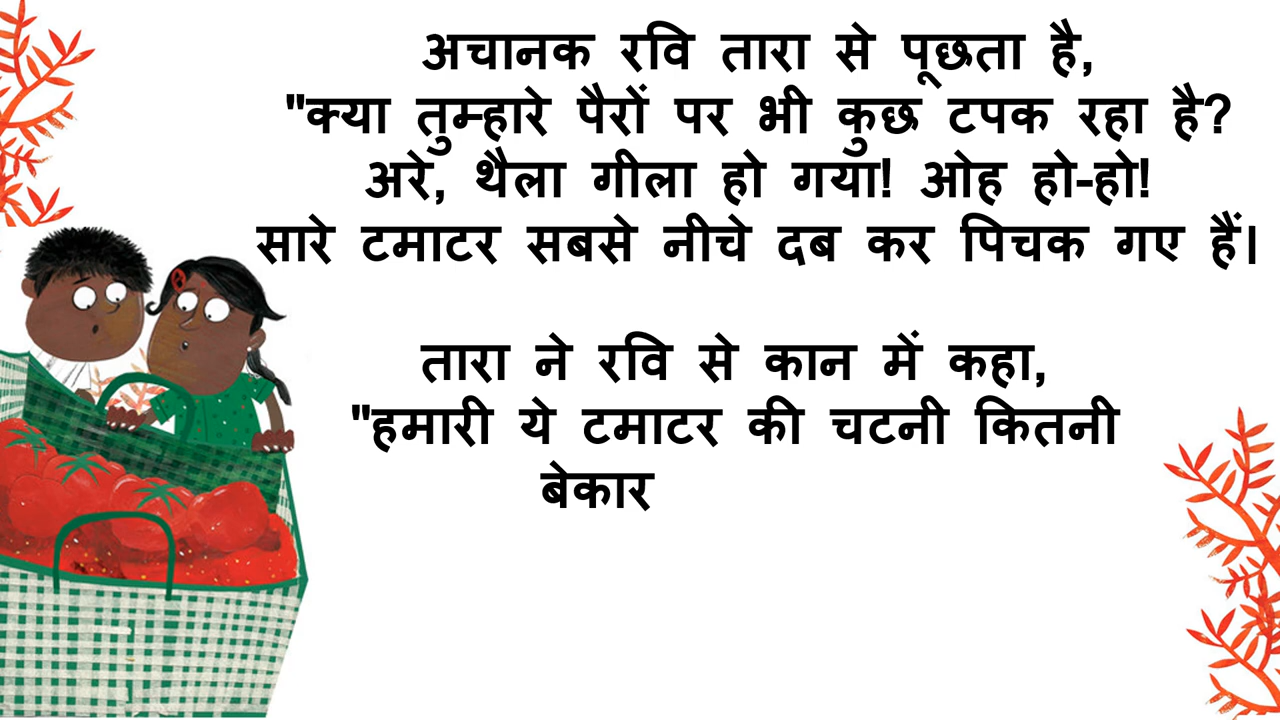 अचानक रवि तारा से पूछता है,
"क्या तुम्हारे पैरों पर भी कुछ टपक रहा है?
अरे, थैला गीला हो गया! ओह हो-हो!
सारे टमाटर सबसे नीचे दब कर पिचक गए हैं।
तारा ने रवि से कान में कहा,
"हमारी ये टमाटर की चटनी कितनी
बेकार